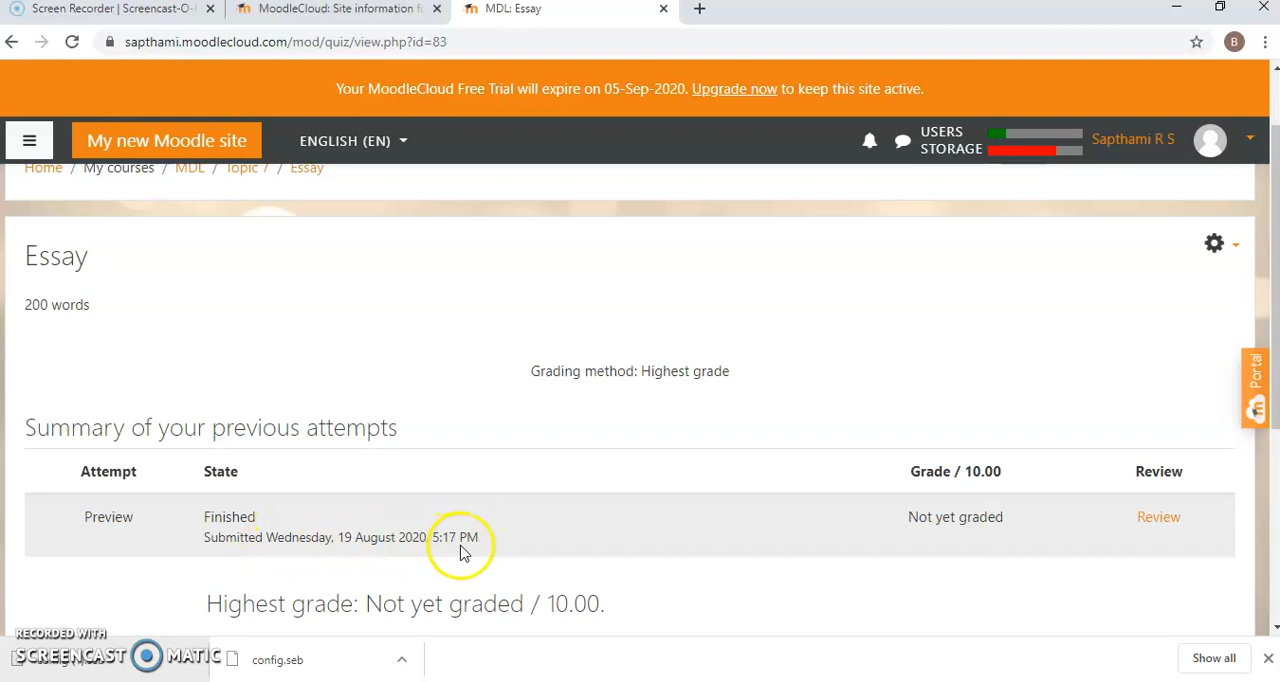 Screen Recorder | Screencast-O-
MoodleCloud: Site information f
MDL: Essay
sapthami.moodlecloud.com/mod/quiz/view.php?id=83
B
Your MoodleCloud Free Trial will expire on 05-Sep-2020. Upgrade now to keep this site active.
My new Moodle site
ENGLISH (EN)
USERS
STORAGE
Sapthami R S
Home / My courses / MDL / Topic 7 / Essay
Essay
200 words
Portal
Grading method: Highest grade
Summary of your previous attempts
Attempt State Grade / 10.00 Review
Preview Finished Not yet graded Review
Submitted Wednesday, 19 August 2020, 5:17 PM
Highest grade: Not yet graded / 10.00.
RECORDED WITH
SCREENCAST MATIC
config.seb
Show all